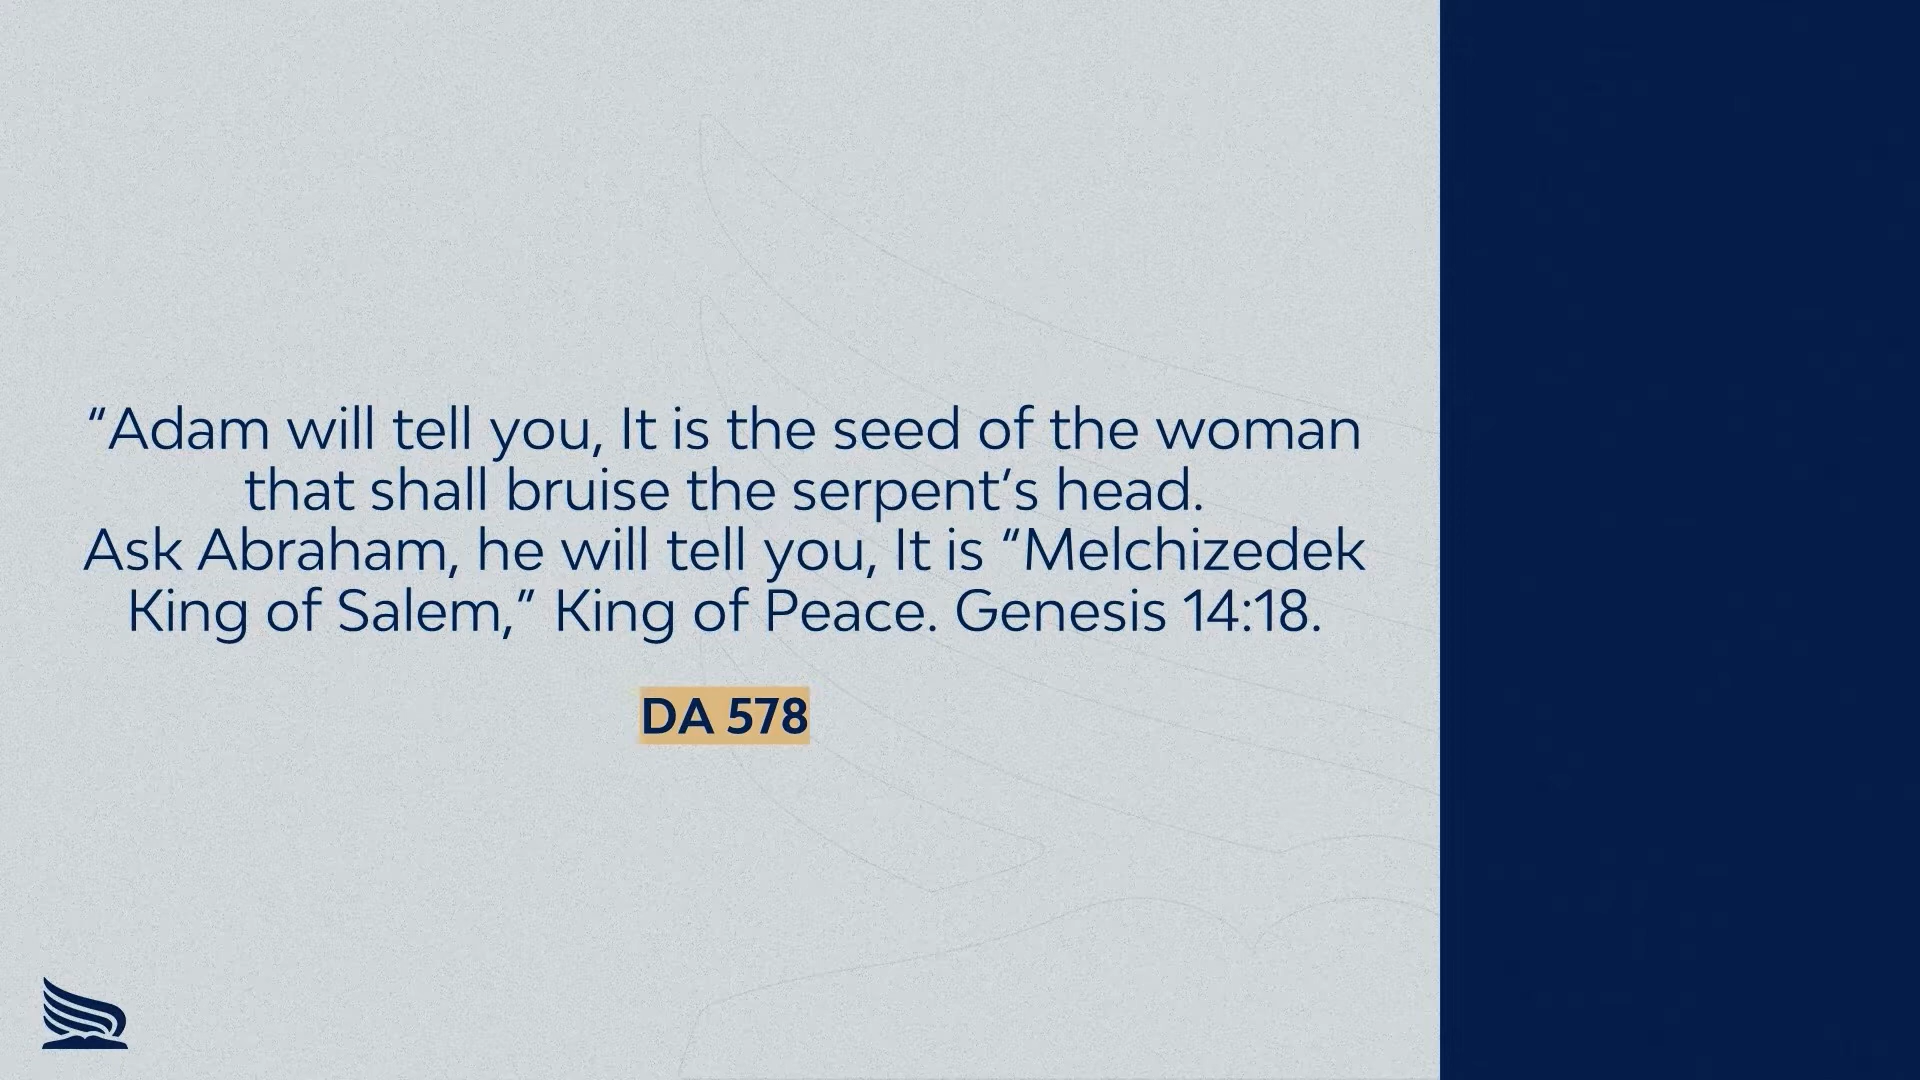 “Adam will tell you, It is the seed of the woman
that shall bruise the serpent’s head.
Ask Abraham, he will tell you, It is “Melchizedek
King of Salem,” King of Peace. Genesis 14:18.
DA 578